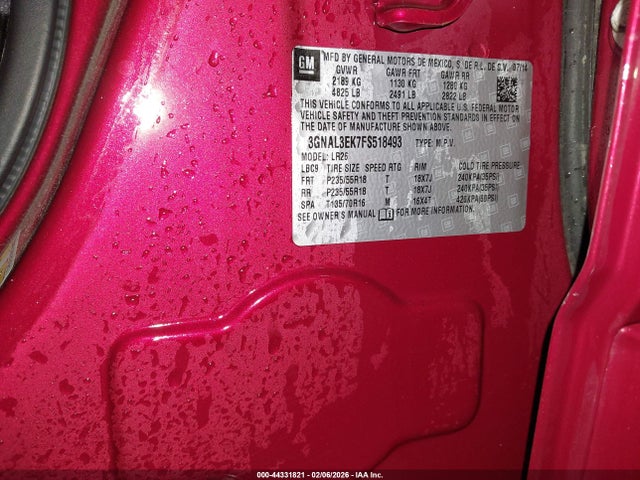 GM
MFD BY GENERAL MOTORS DE MEXICO, S. DE R.L. DE C.V. 07/14
GVWR GAWR FRT GAWR RR
2189 KG 1130 KG 1280 KG
4825 LB 2491 LB 2822 LB
THIS VEHICLE CONFORMS TO ALL APPLICABLE U.S. FEDERAL MOTOR
VEHICLE SAFETY AND THEFT PREVENTION STANDARDS IN EFFECT ON
THE DATE OF MANUFACTURE SHOWN ABOVE.
3GNAL3EK7FS518493 TYPE: M.P.V.
MODEL: LR26
LBC9 TIRE SIZE SPEED RTG RIM COLD TIRE PRESSURE
FRT P235/55R18 T 18X7J 240KPA(35PSI)
RR P235/55R18 T 18X7J 240KPA(35PSI)
SPA T135/70R16 M 16X4T 420KPA(60PSI)
SEE OWNER'S MANUAL FOR MORE INFORMATION.
000-44331821 - 02/06/2026 - IAA Inc.